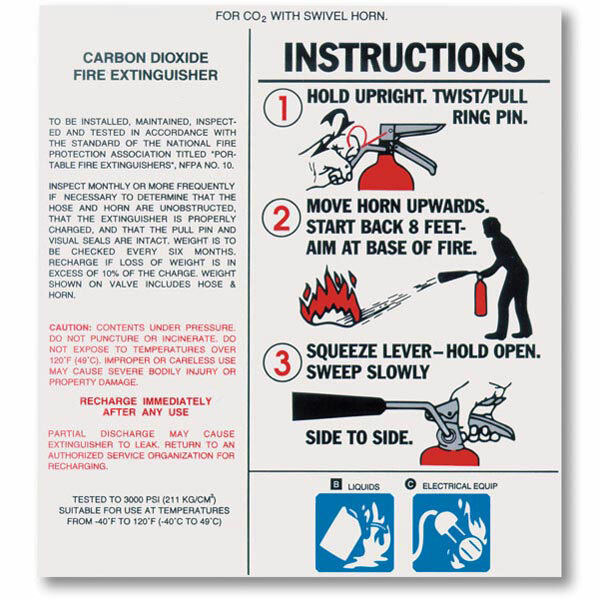 FOR CO₂ WITH SWIVEL HORN.
CARBON DIOXIDE
FIRE EXTINGUISHER
TO BE INSTALLED, MAINTAINED, INSPECT-
ED AND TESTED IN ACCORDANCE WITH
THE STANDARD OF THE NATIONAL FIRE
PROTECTION ASSOCIATION TITLED "POR-
TABLE FIRE EXTINGUISHERS", NFPA NO. 10.
INSPECT MONTHLY OR MORE FREQUENTLY
IF NECESSARY TO DETERMINE THAT THE
HOSE AND HORN ARE UNOBSTRUCTED,
THAT THE EXTINGUISHER IS PROPERLY
CHARGED, AND THAT THE PULL PIN AND
VISUAL SEALS ARE INTACT. WEIGHT IS TO
BE CHECKED EVERY SIX MONTHS.
RECHARGE IF LOSS OF WEIGHT IS IN
EXCESS OF 10% OF THE CHARGE. WEIGHT
SHOWN ON VALVE INCLUDES HOSE &
HORN.
CAUTION: CONTENTS UNDER PRESSURE.
DO NOT PUNCTURE OR INCINERATE. DO
NOT EXPOSE TO TEMPERATURES OVER
120°F (49°C). IMPROPER OR CARELESS USE
MAY CAUSE SEVERE BODILY INJURY OR
PROPERTY DAMAGE.
RECHARGE IMMEDIATELY
AFTER ANY USE
PARTIAL DISCHARGE MAY CAUSE
EXTINGUISHER TO LEAK. RETURN TO AN
AUTHORIZED SERVICE ORGANIZATION FOR
RECHARGING.
TESTED TO 3000 PSI (211 KG/CM²)
SUITABLE FOR USE AT TEMPERATURES
FROM -40°F TO 120°F (-40°C TO 49°C)
INSTRUCTIONS
1 HOLD UPRIGHT. TWIST/PULL
RING PIN.
2 MOVE HORN UPWARDS.
START BACK 8 FEET-
AIM AT BASE OF FIRE.
3 SQUEEZE LEVER–HOLD OPEN.
SWEEP SLOWLY
SIDE TO SIDE.
B LIQUIDS
C ELECTRICAL EQUIP